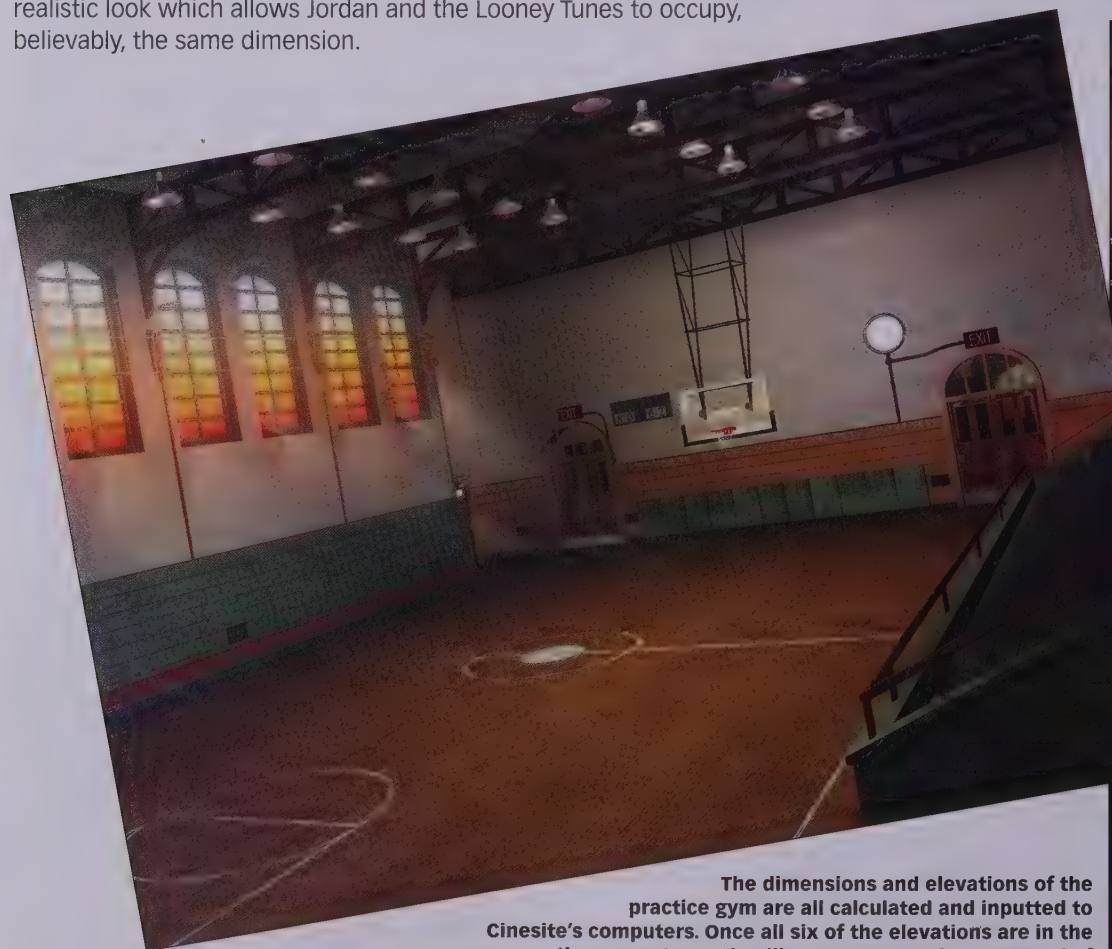 realistic look which allows Jordan and the Looney Tunes to occupy,
believably, the same dimension.
EXIT
EXIT
The dimensions and elevations of the
practice gym are all calculated and inputted to
Cinesite's computers. Once all six of the elevations are in the